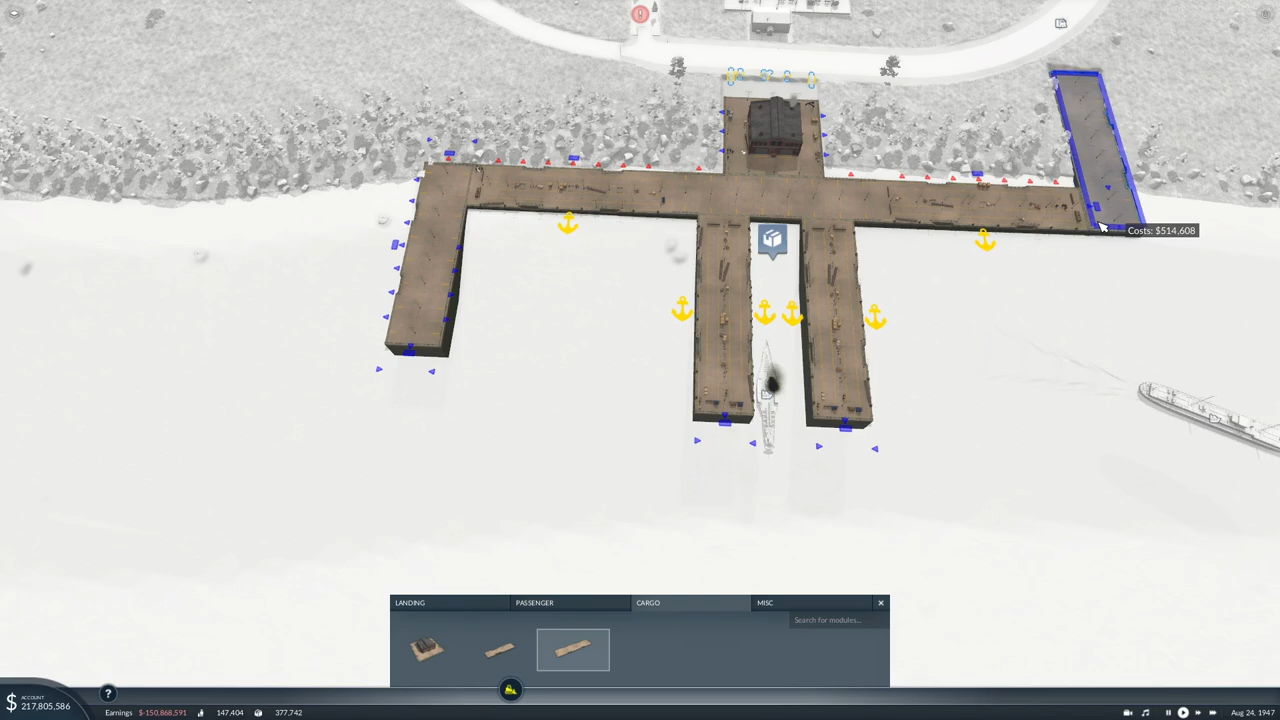 Costs: $514,608
LANDING
PASSENGER
CARGO
MISC
Search for modules...
?
$ ACCOUNT
217,805,586
Earnings $-150,868,591 147,404 377,742
Aug 24, 1947